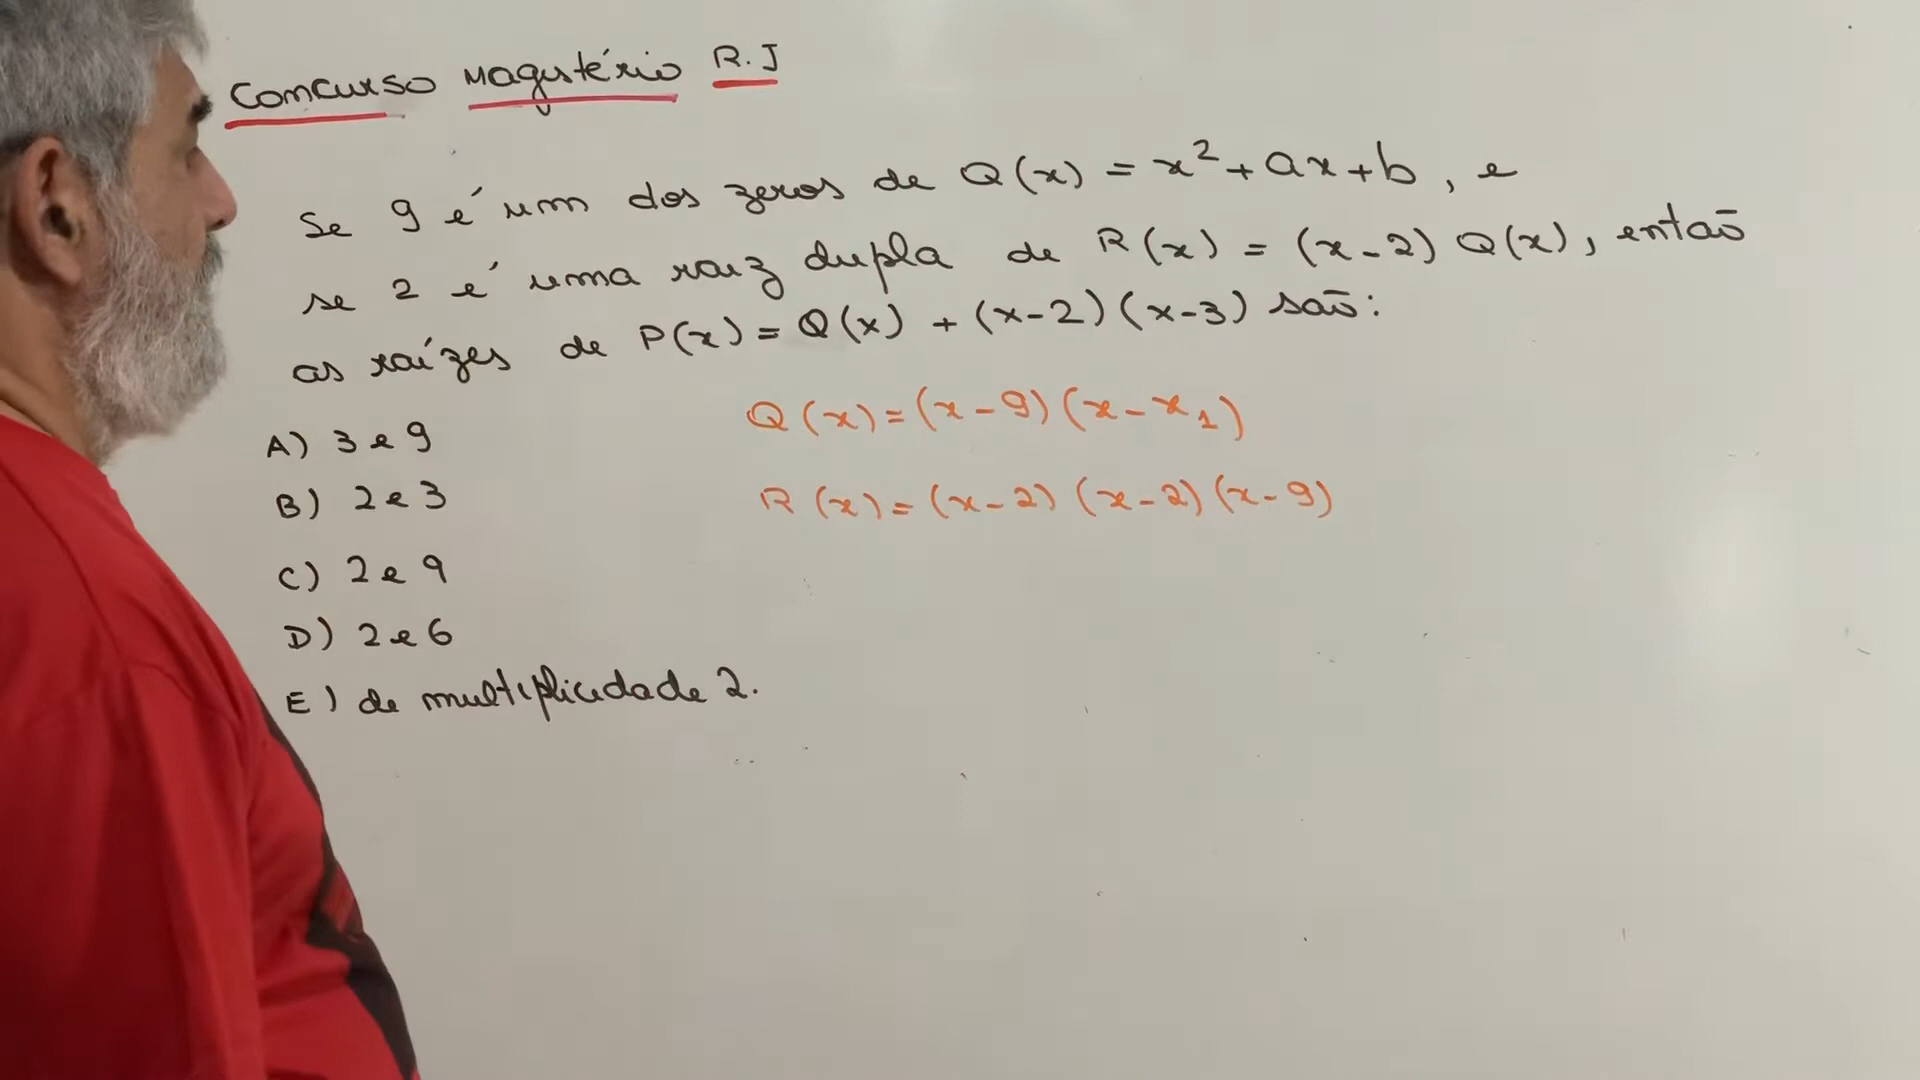 Concurso Magistério R.J
Se 9 é um dos zeros de Q(x) = x² + ax + b, e
se 2 é uma raiz dupla de R(x) = (x-2) Q(x), então
as raízes de P(x) = Q(x) + (x-2)(x-3) são:
Q(x) = (x-9)(x-x₁)
A) 3 e 9
R(x) = (x-2)(x-2)(x-9)
B) 2 e 3
C) 2 e 9
D) 2 e 6
E) de multiplicidade 2.